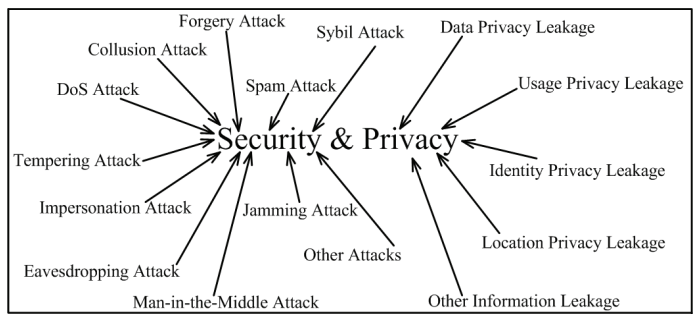 Forgery Attack
Sybil Attack
Data Privacy Leakage
Collusion Attack
DoS Attack
Spam Attack
Usage Privacy Leakage
Security & Privacy
Tempering Attack
Identity Privacy Leakage
Impersonation Attack
Jamming Attack
Location Privacy Leakage
Other Attacks
Eavesdropping Attack
Man-in-the-Middle Attack
Other Information Leakage